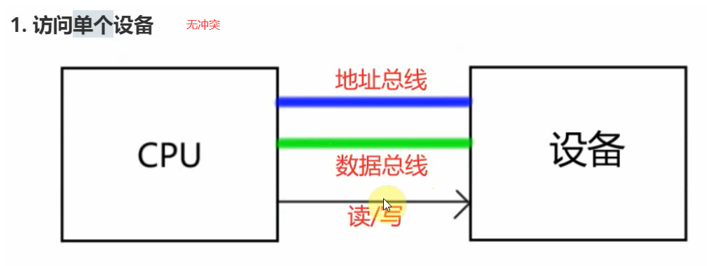 1. 访问单个设备 无冲突
地址总线
CPU
设备
数据总线
读/写